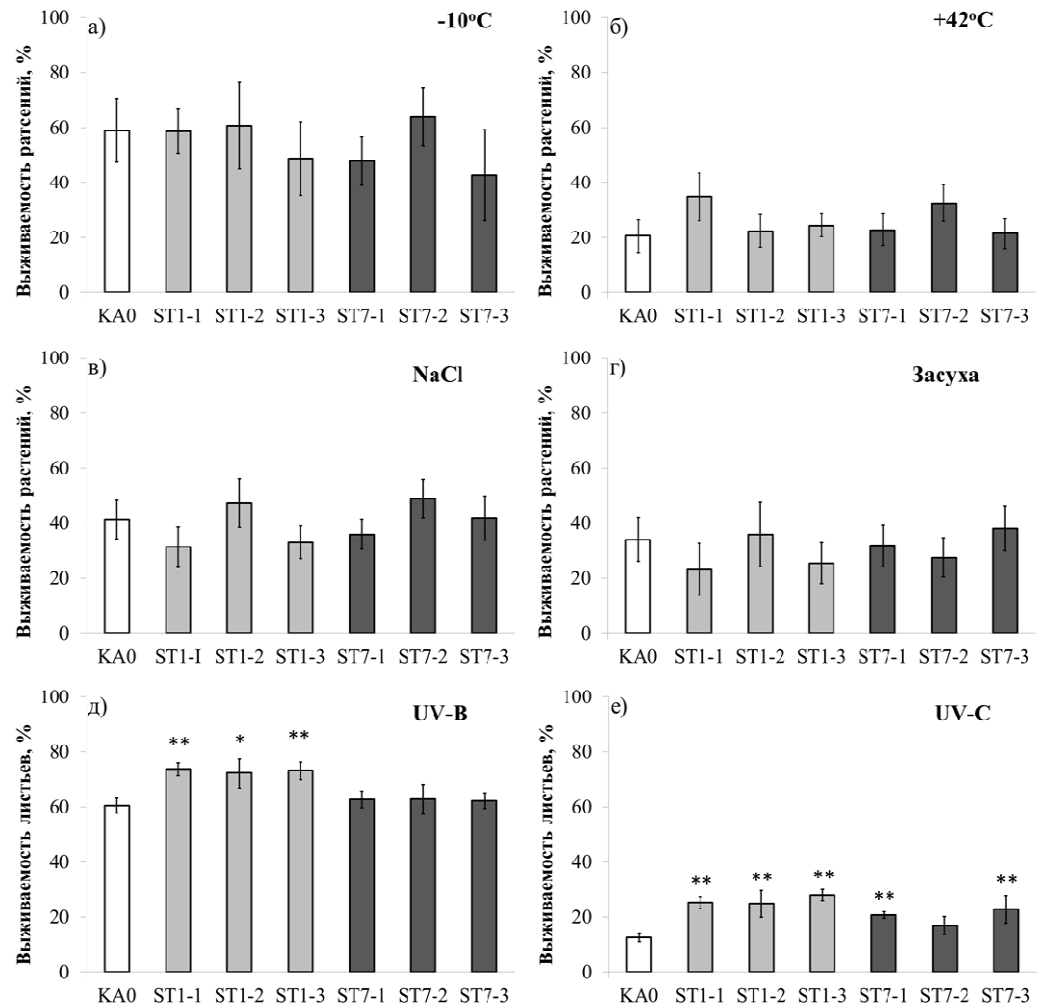 а)
-10°C
Выживаемость ратсений, %
100
80
60
40
20
0
KA0 ST1-1 ST1-2 ST1-3 ST7-1 ST7-2 ST7-3
б)
+42°C
Выживаемость растений, %
100
80
60
40
20
0
KA0 ST1-1 ST1-2 ST1-3 ST7-1 ST7-2 ST7-3
в)
NaCl
Выживаемость растений, %
100
80
60
40
20
0
KA0 ST1-I ST1-2 ST1-3 ST7-1 ST7-2 ST7-3
г)
Засуха
Выживаемость растений, %
100
80
60
40
20
0
KA0 ST1-1 ST1-2 ST1-3 ST7-1 ST7-2 ST7-3
д)
UV-B
Выживаемость листьев, %
100
80
60
40
20
0
** * **
KA0 ST1-1 ST1-2 ST1-3 ST7-1 ST7-2 ST7-3
е)
UV-C
Выживаемость листьев, %
100
80
60
40
20
0
** ** ** ** **
KA0 ST1-1 ST1-2 ST1-3 ST7-1 ST7-2 ST7-3